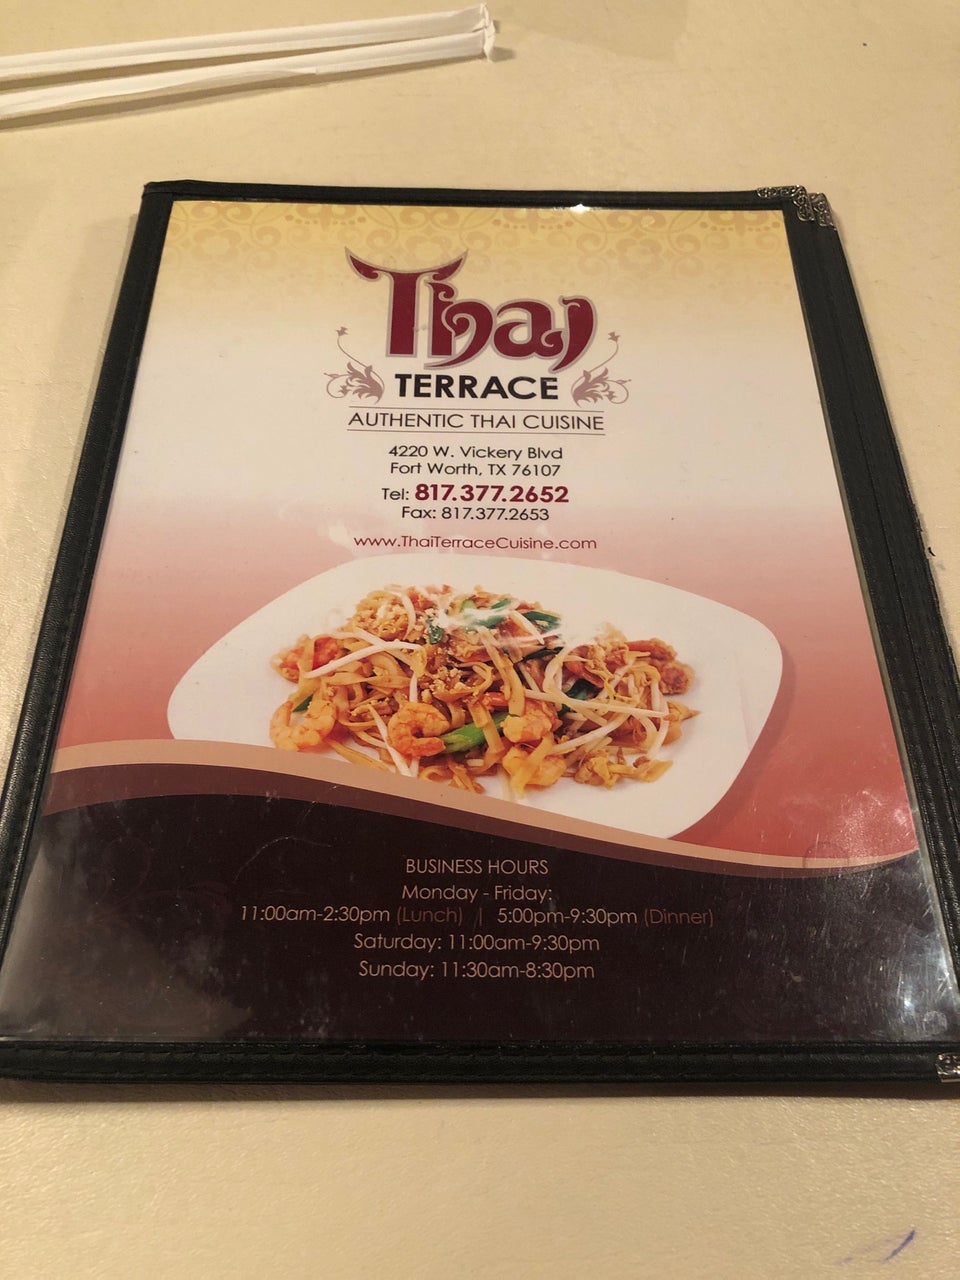 Thai
TERRACE
AUTHENTIC THAI CUISINE
4220 W. Vickery Blvd
Fort Worth, TX 76107
Tel: 817.377.2652
Fax: 817.377.2653
www.ThaiTerraceCuisine.com
BUSINESS HOURS
Monday - Friday:
11:00am-2:30pm (Lunch) | 5:00pm-9:30pm (Dinner)
Saturday: 11:00am-9:30pm
Sunday: 11:30am-8:30pm